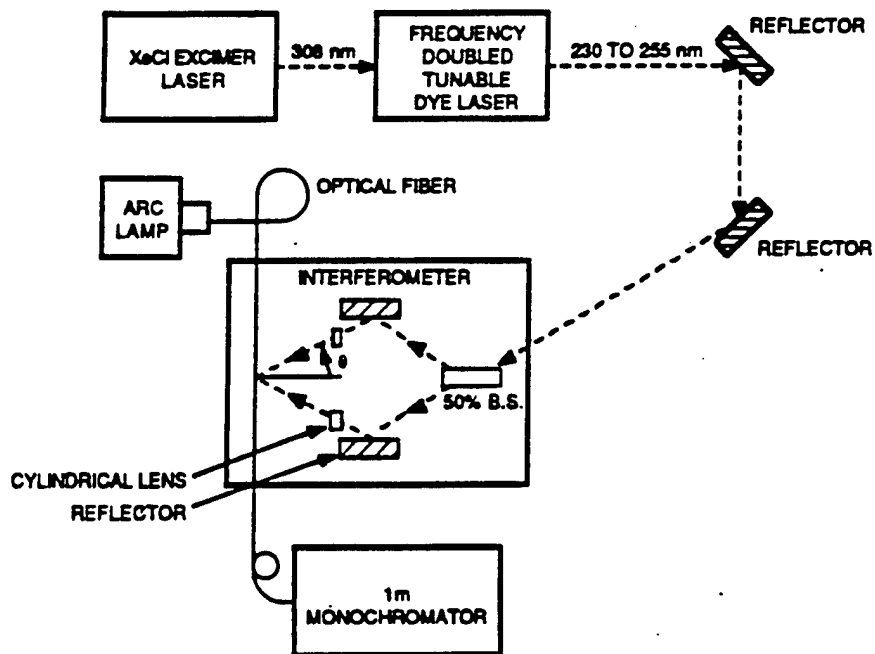 XeCl EXCIMER
LASER
308 nm
FREQUENCY
DOUBLED
TUNABLE
DYE LASER
230 TO 255 nm
REFLECTOR
ARC
LAMP
OPTICAL FIBER
REFLECTOR
INTERFEROMETER
θ
50% B.S.
CYLINDRICAL LENS
REFLECTOR
1m
MONOCHROMATOR